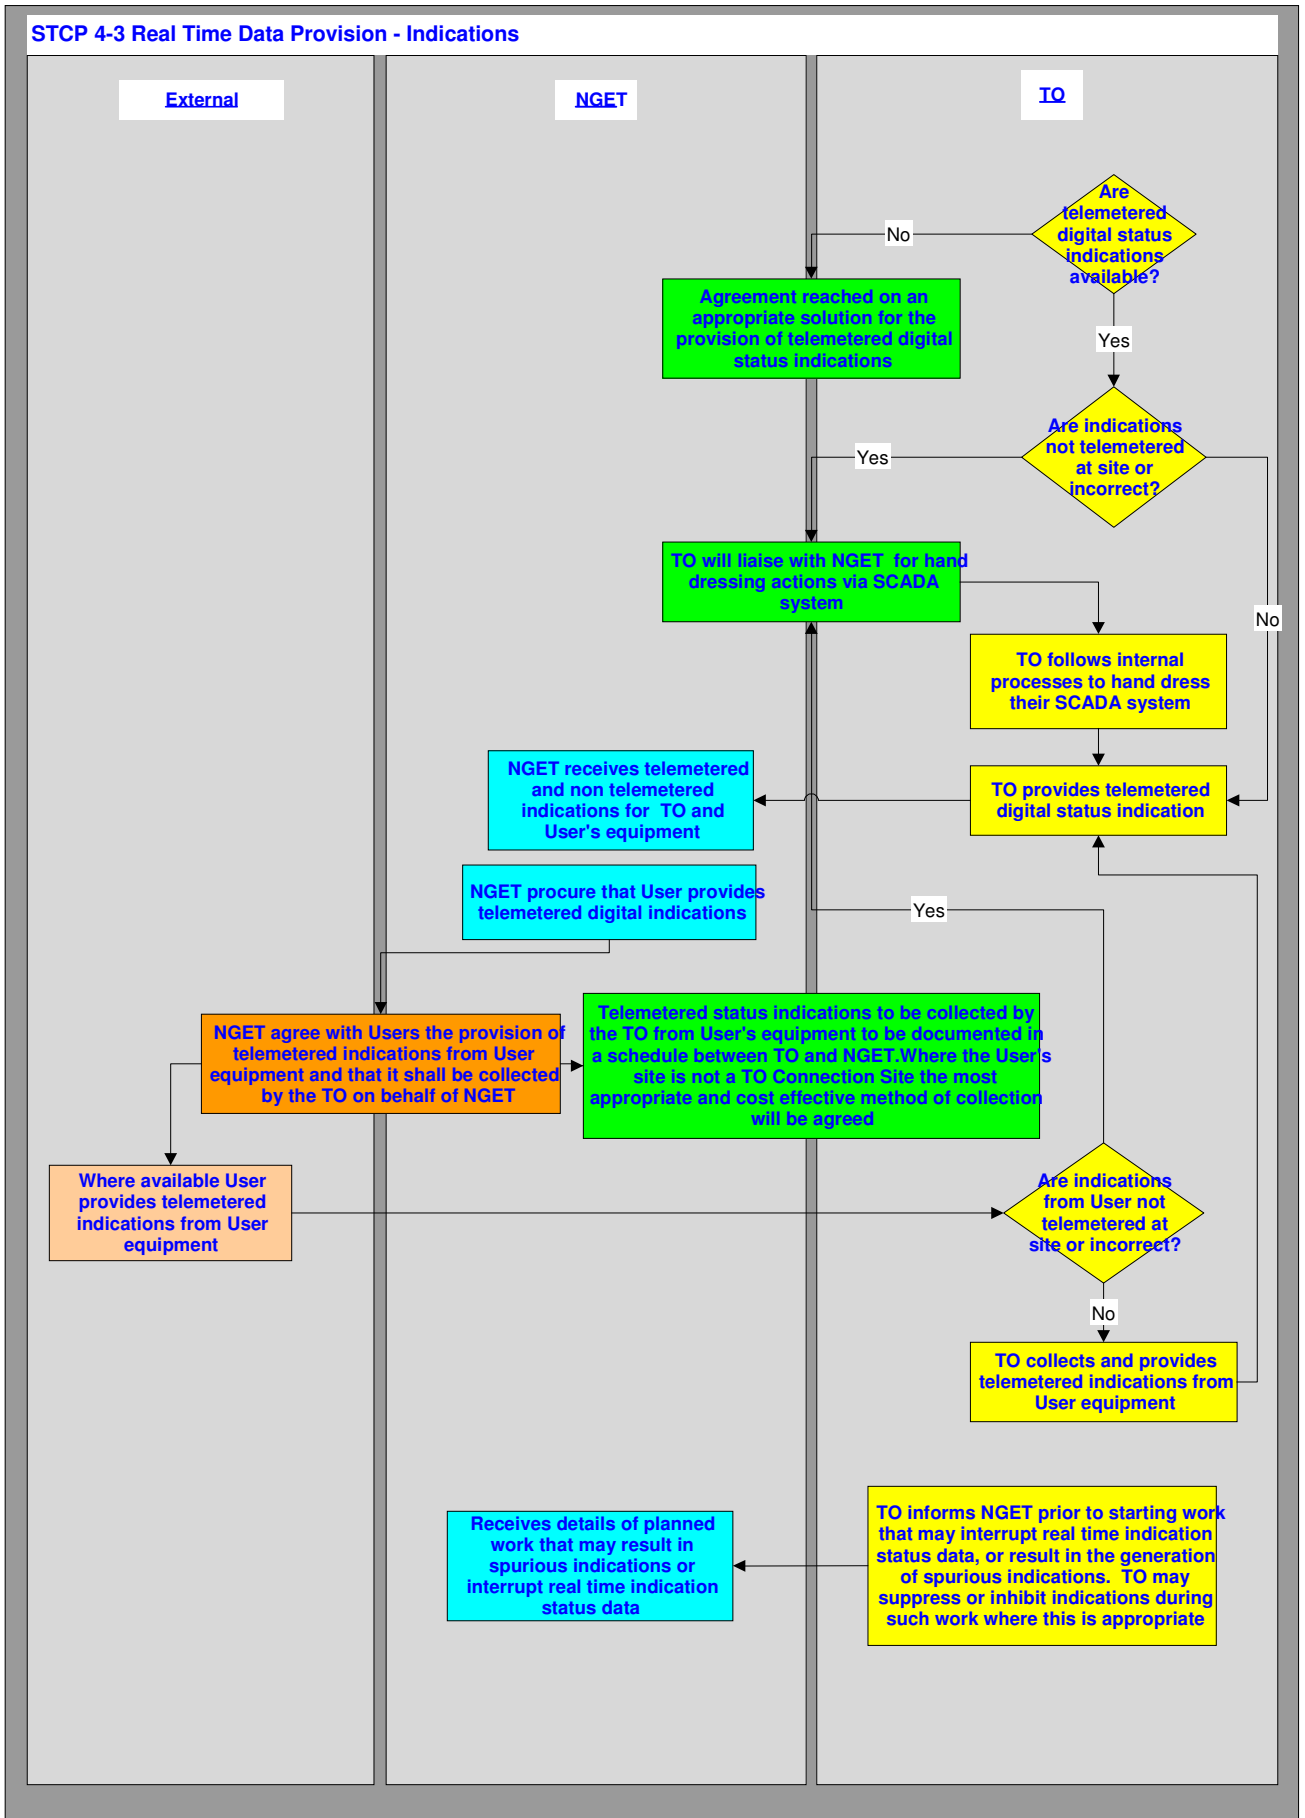 STCP 4-3 Real Time Data Provision - Indications
External
NGET
TO
Are
telemetered
digital status
indications
available?
No
Agreement reached on an
appropriate solution for the
provision of telemetered digital
status indications
Yes
Are indications
not telemetered
at site or
incorrect?
Yes
No
TO will liaise with NGET  for hand
dressing actions via SCADA
system
TO follows internal
processes to hand dress
their SCADA system
NGET receives telemetered
and non telemetered
indications for  TO and
User's equipment
TO provides telemetered
digital status indication
NGET procure that User provides
telemetered digital indications
Yes
NGET agree with Users the provision of
telemetered indications from User
equipment and that it shall be collected
by the TO on behalf of NGET
Telemetered status indications to be collected by
the TO from User's equipment to be documented in
a schedule between TO and NGET.Where the User's
site is not a TO Connection Site the most
appropriate and cost effective method of collection
will be agreed
Where available User
provides telemetered
indications from User
equipment
Are indications
from User not
telemetered at
site or incorrect?
No
TO collects and provides
telemetered indications from
User equipment
Receives details of planned
work that may result in
spurious indications or
interrupt real time indication
status data
TO informs NGET prior to starting work
that may interrupt real time indication
status data, or result in the generation
of spurious indications.  TO may
suppress or inhibit indications during
such work where this is appropriate